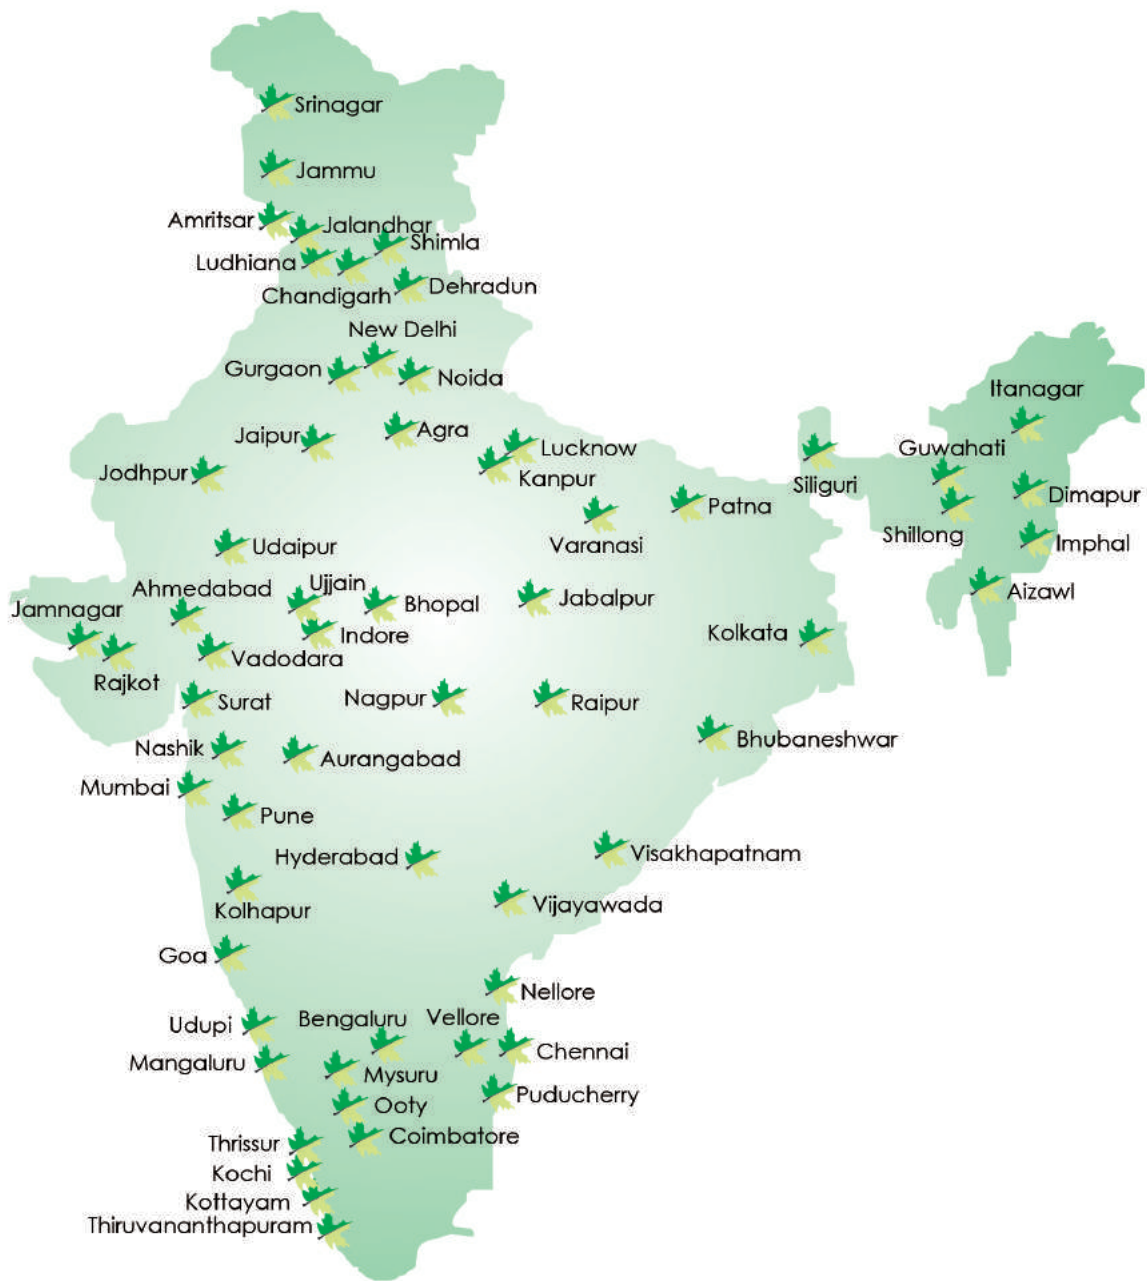 Srinagar
Jammu
Amritsar
Jalandhar
Shimla
Ludhiana
Chandigarh
Dehradun
New Delhi
Gurgaon
Noida
Itanagar
Jaipur
Agra
Lucknow
Guwahati
Jodhpur
Kanpur
Siliguri
Dimapur
Patna
Shillong
Varanasi
Imphal
Udaipur
Ahmedabad
Ujjain
Aizawl
Jamnagar
Bhopal
Jabalpur
Indore
Kolkata
Vadodara
Rajkot
Surat
Nagpur
Raipur
Nashik
Aurangabad
Bhubaneshwar
Mumbai
Pune
Hyderabad
Visakhapatnam
Kolhapur
Vijayawada
Goa
Nellore
Udupi
Bengaluru
Vellore
Chennai
Mangaluru
Mysuru
Puducherry
Ooty
Coimbatore
Thrissur
Kochi
Kottayam
Thiruvananthapuram